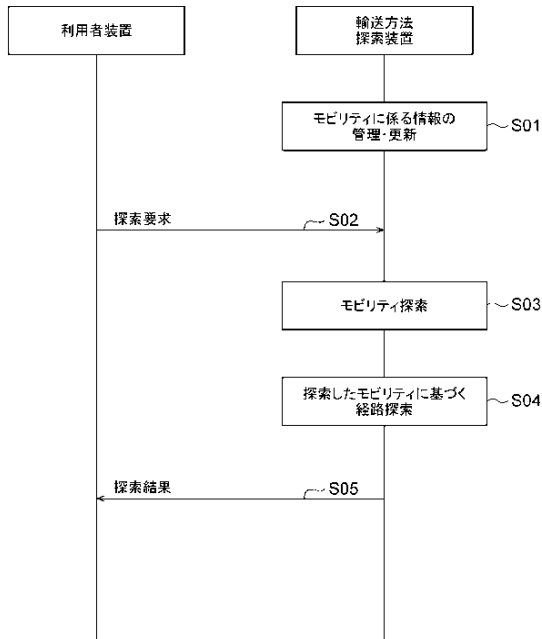 利用者装置
輸送方法
探索装置
モビリティに係る情報の
管理・更新
S01
探索要求
S02
モビリティ探索
S03
探索したモビリティに基づく
経路探索
S04
探索結果
S05